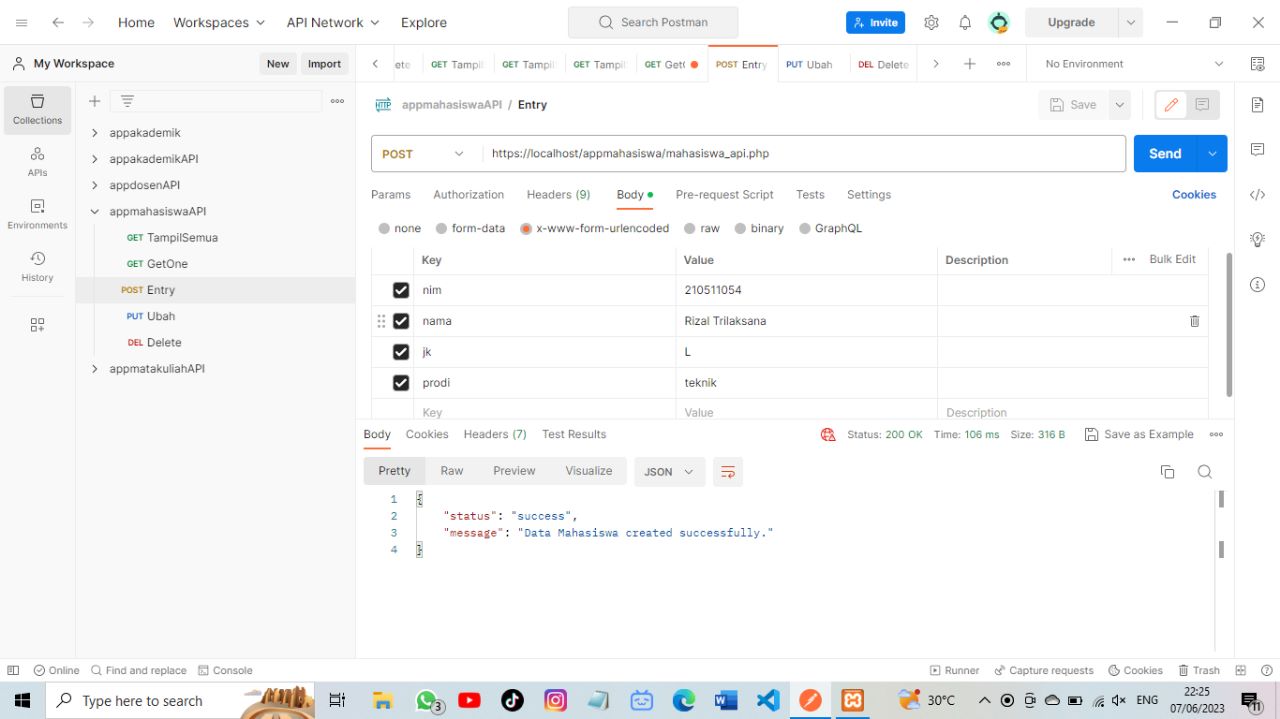 Home Workspaces API Network Explore Search Postman Invite Upgrade
My Workspace New Import ete GET Tampil GET Tampil GET Tampil GET GetO POST Entry PUT Ubah DEL Delete No Environment
Collections
APIs
Environments
History
appakademik
appakademikAPI
appdosenAPI
appmahasiswaAPI
GET TampilSemua
GET GetOne
POST Entry
PUT Ubah
DEL Delete
appmatakuliahAPI
HTTP appmahasiswaAPI / Entry Save
POST https://localhost/appmahasiswa/mahasiswa_api.php Send
Params Authorization Headers (9) Body Pre-request Script Tests Settings Cookies
none form-data x-www-form-urlencoded raw binary GraphQL
Key Value Description Bulk Edit
nim 210511054
nama Rizal Trilaksana
jk L
prodi teknik
Key Value Description
Body Cookies Headers (7) Test Results Status: 200 OK Time: 106 ms Size: 316 B Save as Example
Pretty Raw Preview Visualize JSON
1 {
2 "status": "success",
3 "message": "Data Mahasiswa created successfully."
4 }
Online Find and replace Console Runner Capture requests Cookies Trash
Type here to search 3 30°C ENG 22:25 11
07/06/2023